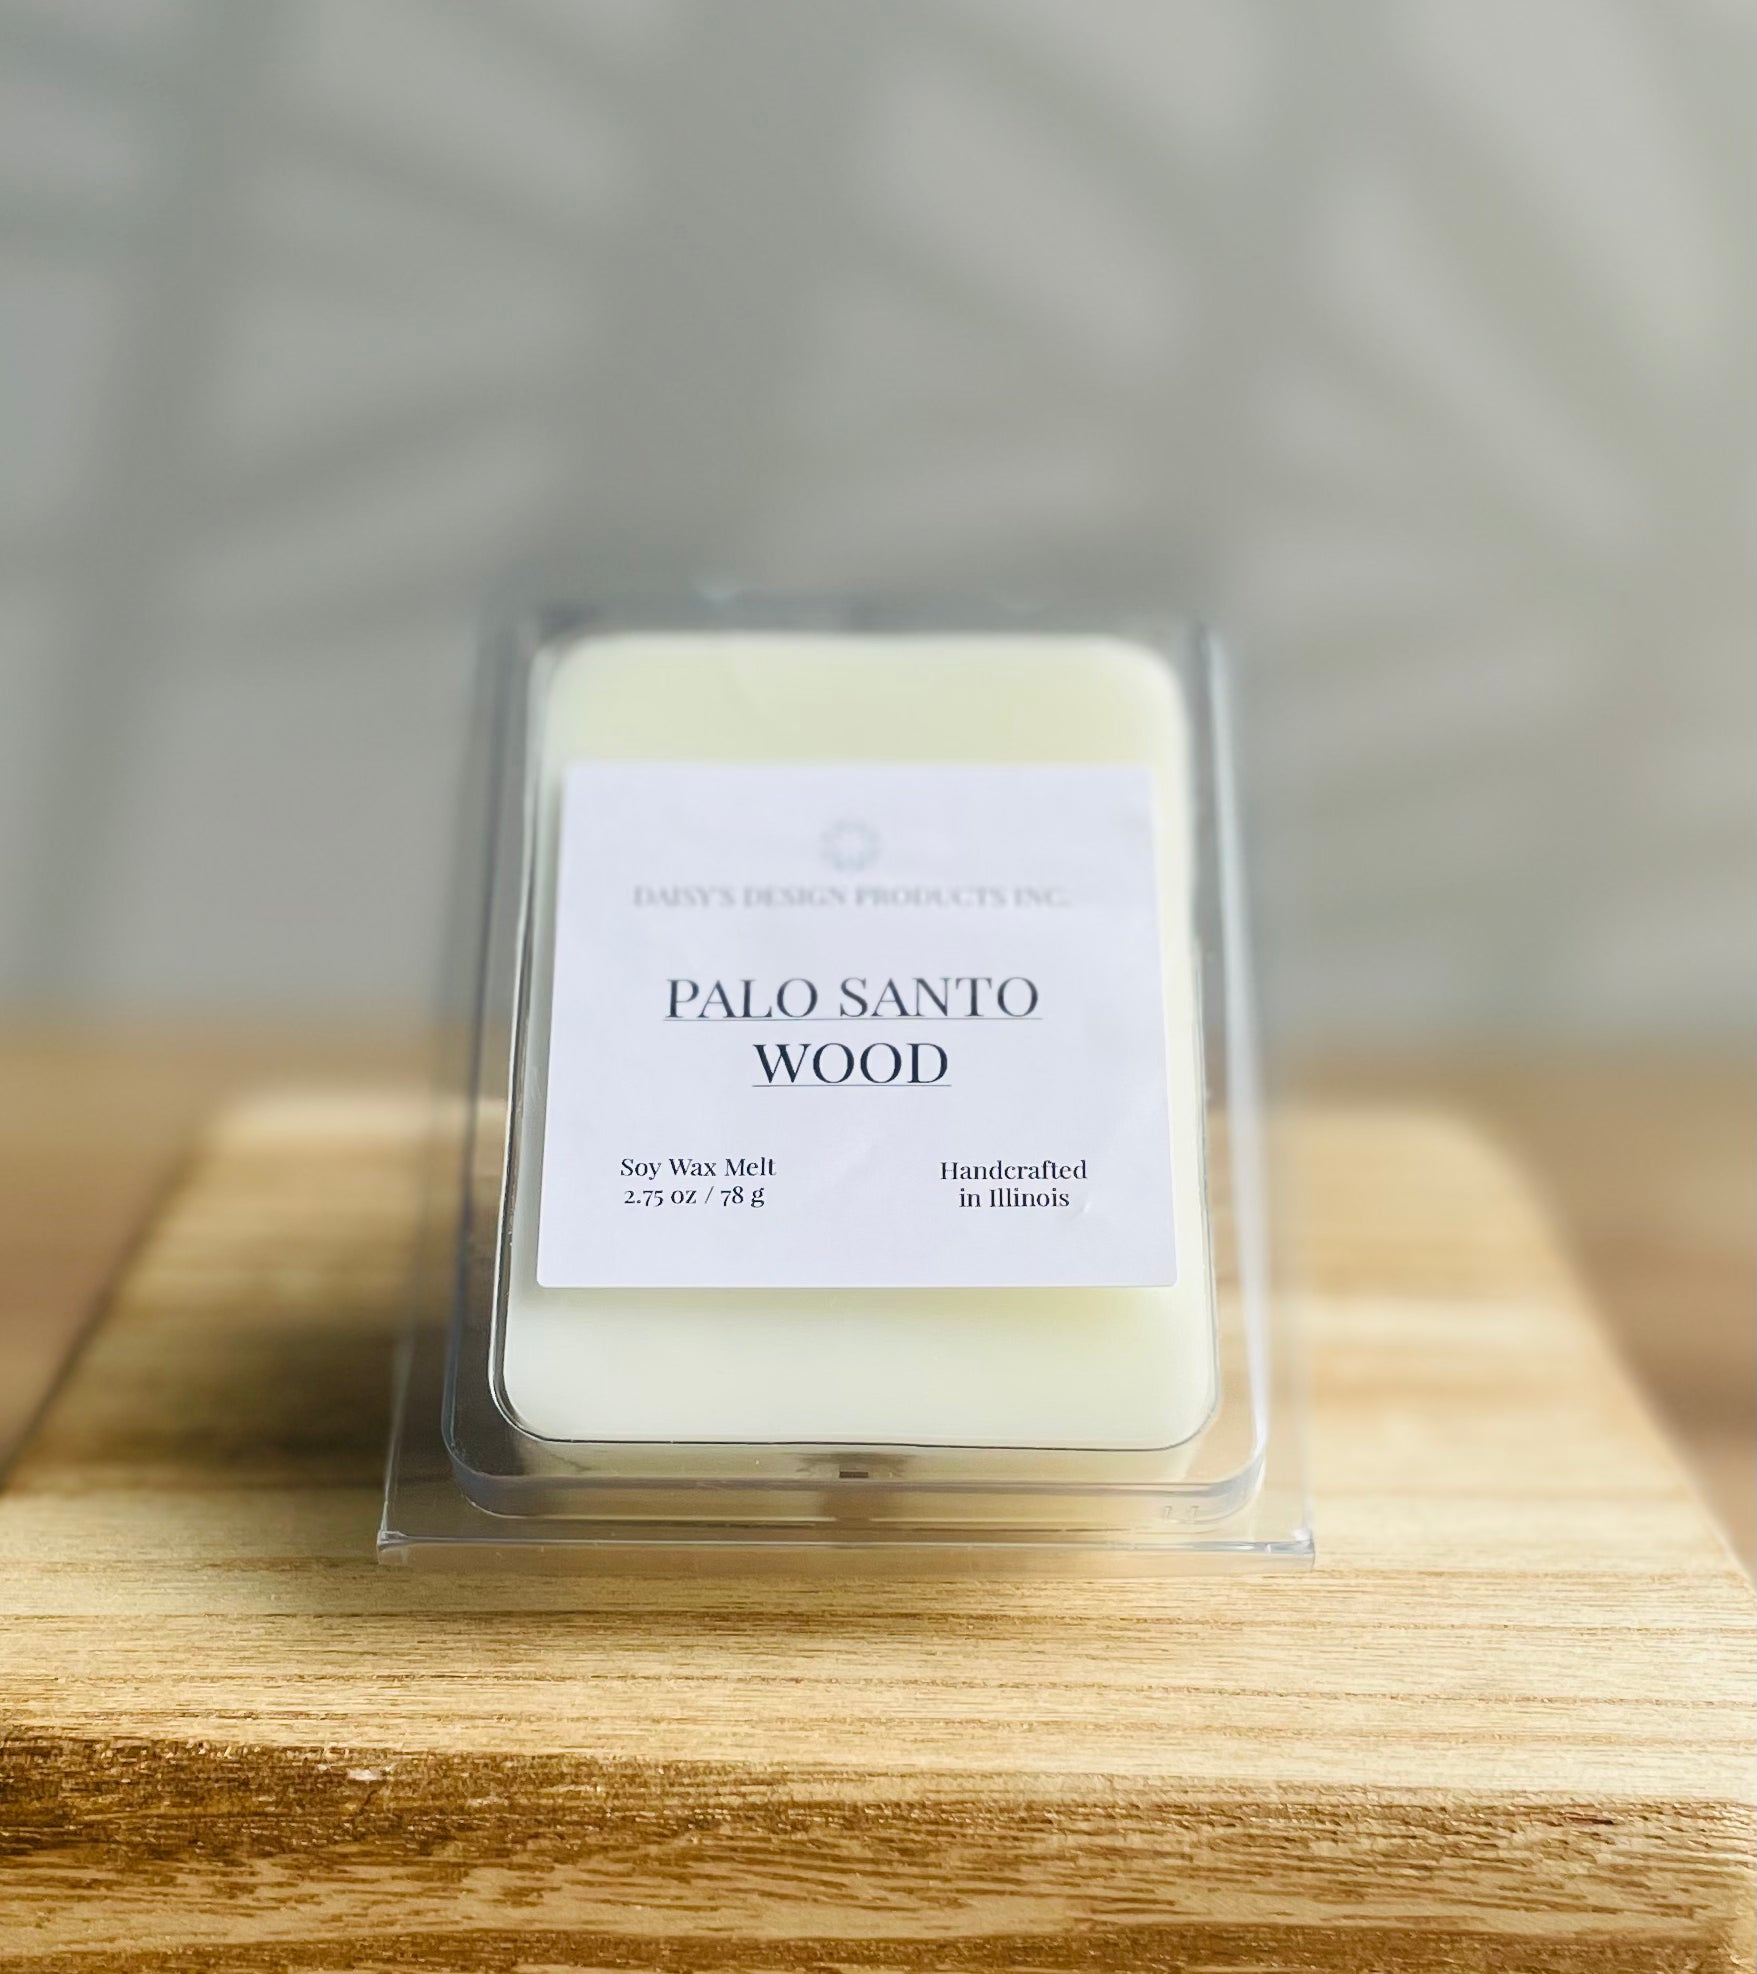 DAISY'S DESIGN PRODUCTS INC.
PALO SANTO
WOOD
Soy Wax Melt
2.75 oz / 78 g
Handcrafted
in Illinois